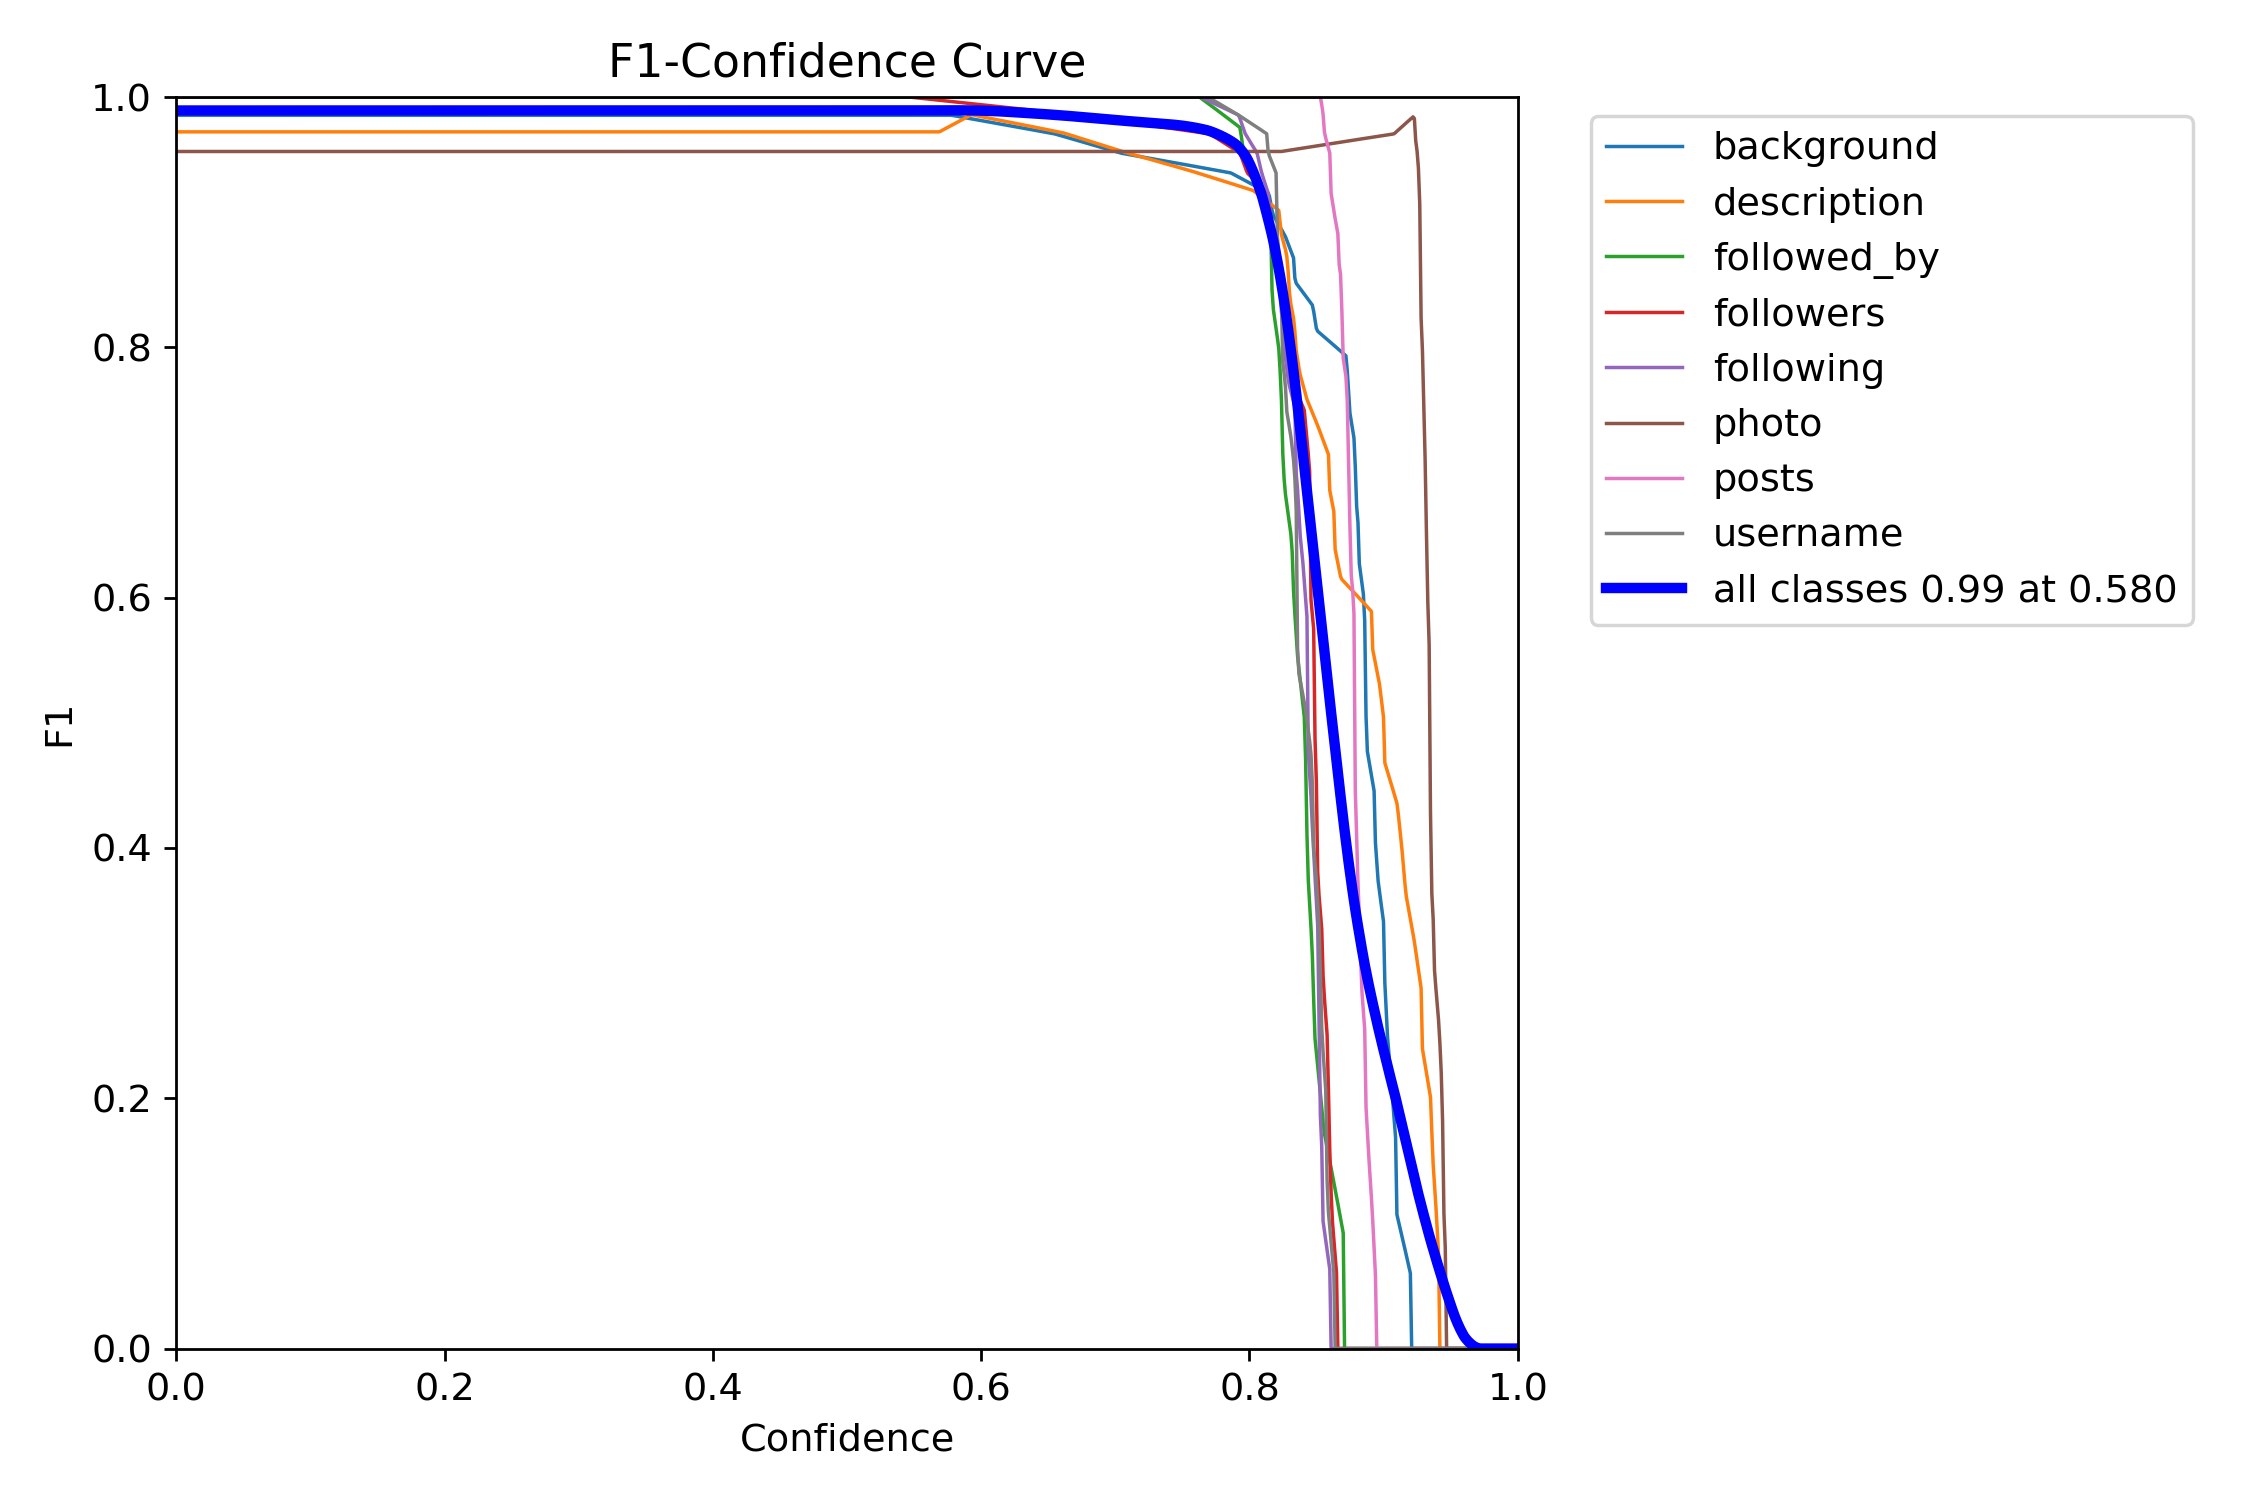 F1-Confidence Curve
1.0
0.8
0.6
0.4
0.2
0.0
F1
0.0 0.2 0.4 0.6 0.8 1.0
Confidence
background
description
followed_by
followers
following
photo
posts
username
all classes 0.99 at 0.580